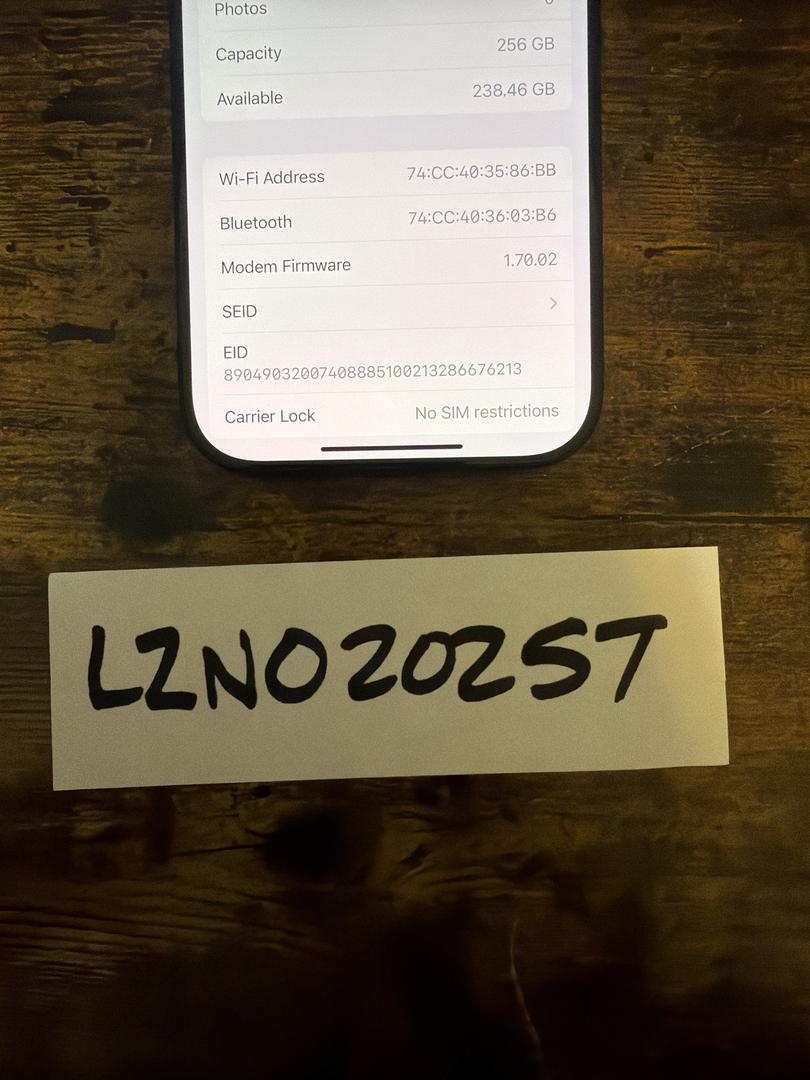 Photos
Capacity 256 GB
Available 238.46 GB
Wi-Fi Address 74:CC:40:35:86:BB
Bluetooth 74:CC:40:36:03:B6
Modem Firmware 1.70.02
SEID
EID
89049032007408885100213286676213
Carrier Lock No SIM restrictions
LZNO202ST